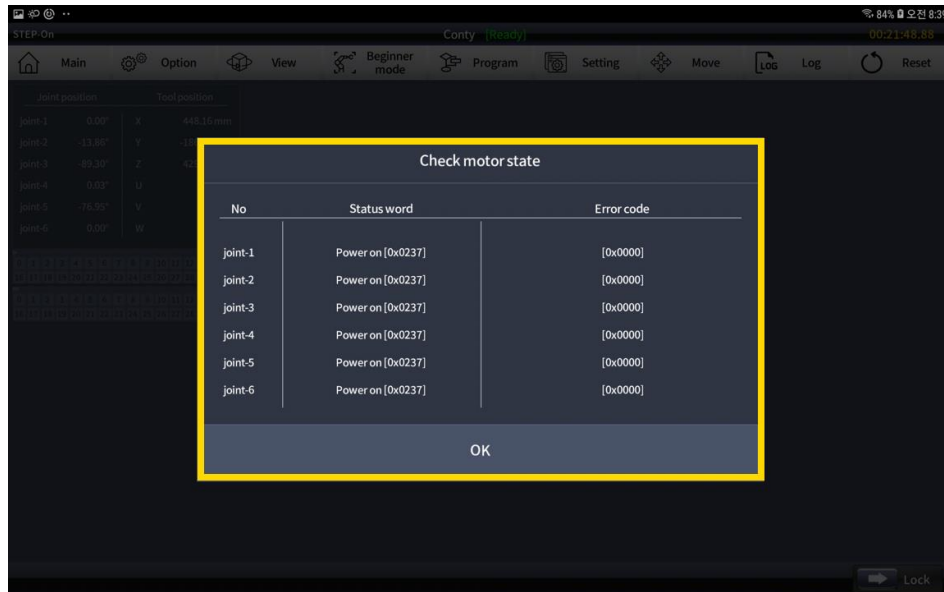 84% 오전 8:39
STEP-On Conty [Ready] 00:21:48.88
Main Option View Beginner mode Program Setting Move LOG Log Reset
Joint position Tool position
joint-1 0.00° X 448.16 mm
joint-2 -13.80° Y
joint-3 -89.30° Z
joint-4 0.03° U
joint-5 -76.95° V
joint-6 0.00° W
Check motor state
No Status word Error code
joint-1 Power on [0x0237] [0x0000]
joint-2 Power on [0x0237] [0x0000]
joint-3 Power on [0x0237] [0x0000]
joint-4 Power on [0x0237] [0x0000]
joint-5 Power on [0x0237] [0x0000]
joint-6 Power on [0x0237] [0x0000]
OK
Lock